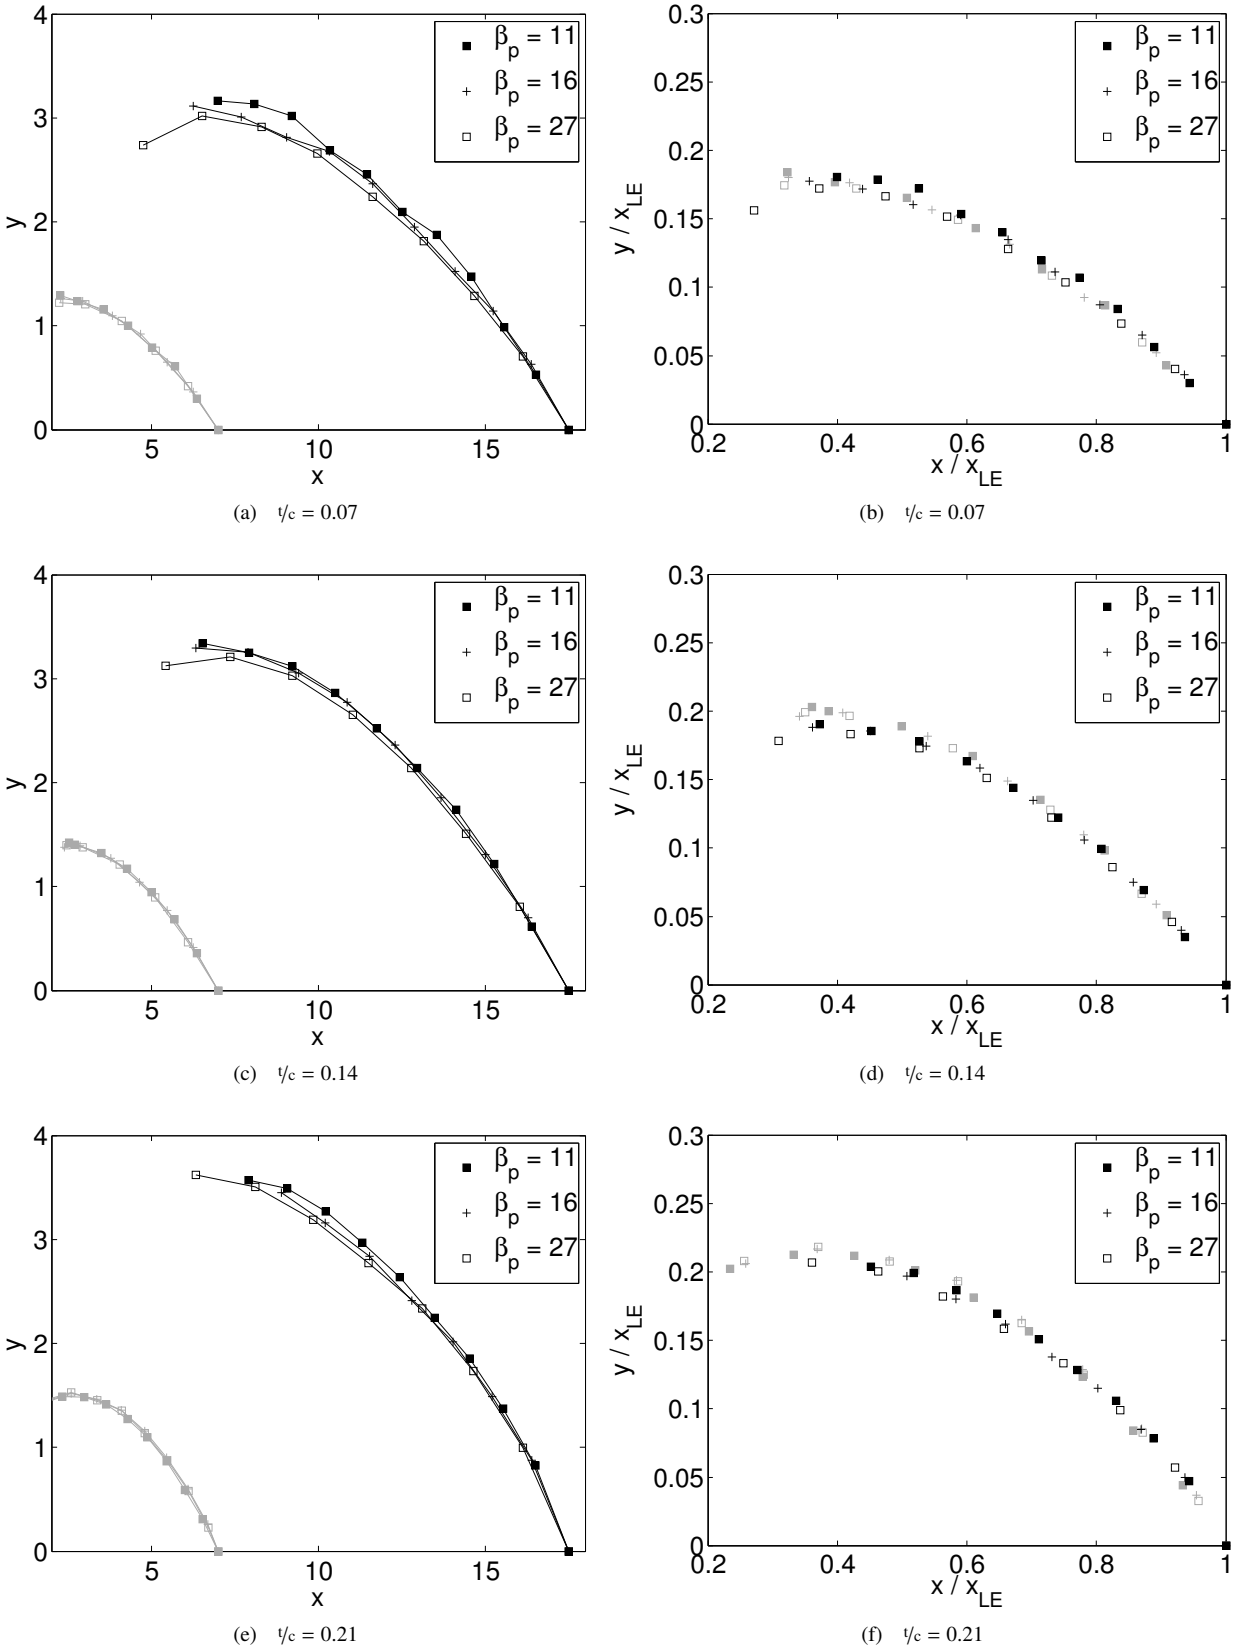 4
3
2
1
0
5
10
15
y
x
β_p = 11
β_p = 16
β_p = 27
(a) t/c = 0.07
0.3
0.25
0.2
0.15
0.1
0.05
0
0.2
0.4
0.6
0.8
1
y / x_LE
x / x_LE
β_p = 11
β_p = 16
β_p = 27
(b) t/c = 0.07
4
3
2
1
0
5
10
15
y
x
β_p = 11
β_p = 16
β_p = 27
(c) t/c = 0.14
0.3
0.25
0.2
0.15
0.1
0.05
0
0.2
0.4
0.6
0.8
1
y / x_LE
x / x_LE
β_p = 11
β_p = 16
β_p = 27
(d) t/c = 0.14
4
3
2
1
0
5
10
15
y
x
β_p = 11
β_p = 16
β_p = 27
(e) t/c = 0.21
0.3
0.25
0.2
0.15
0.1
0.05
0
0.2
0.4
0.6
0.8
1
y / x_LE
x / x_LE
β_p = 11
β_p = 16
β_p = 27
(f) t/c = 0.21